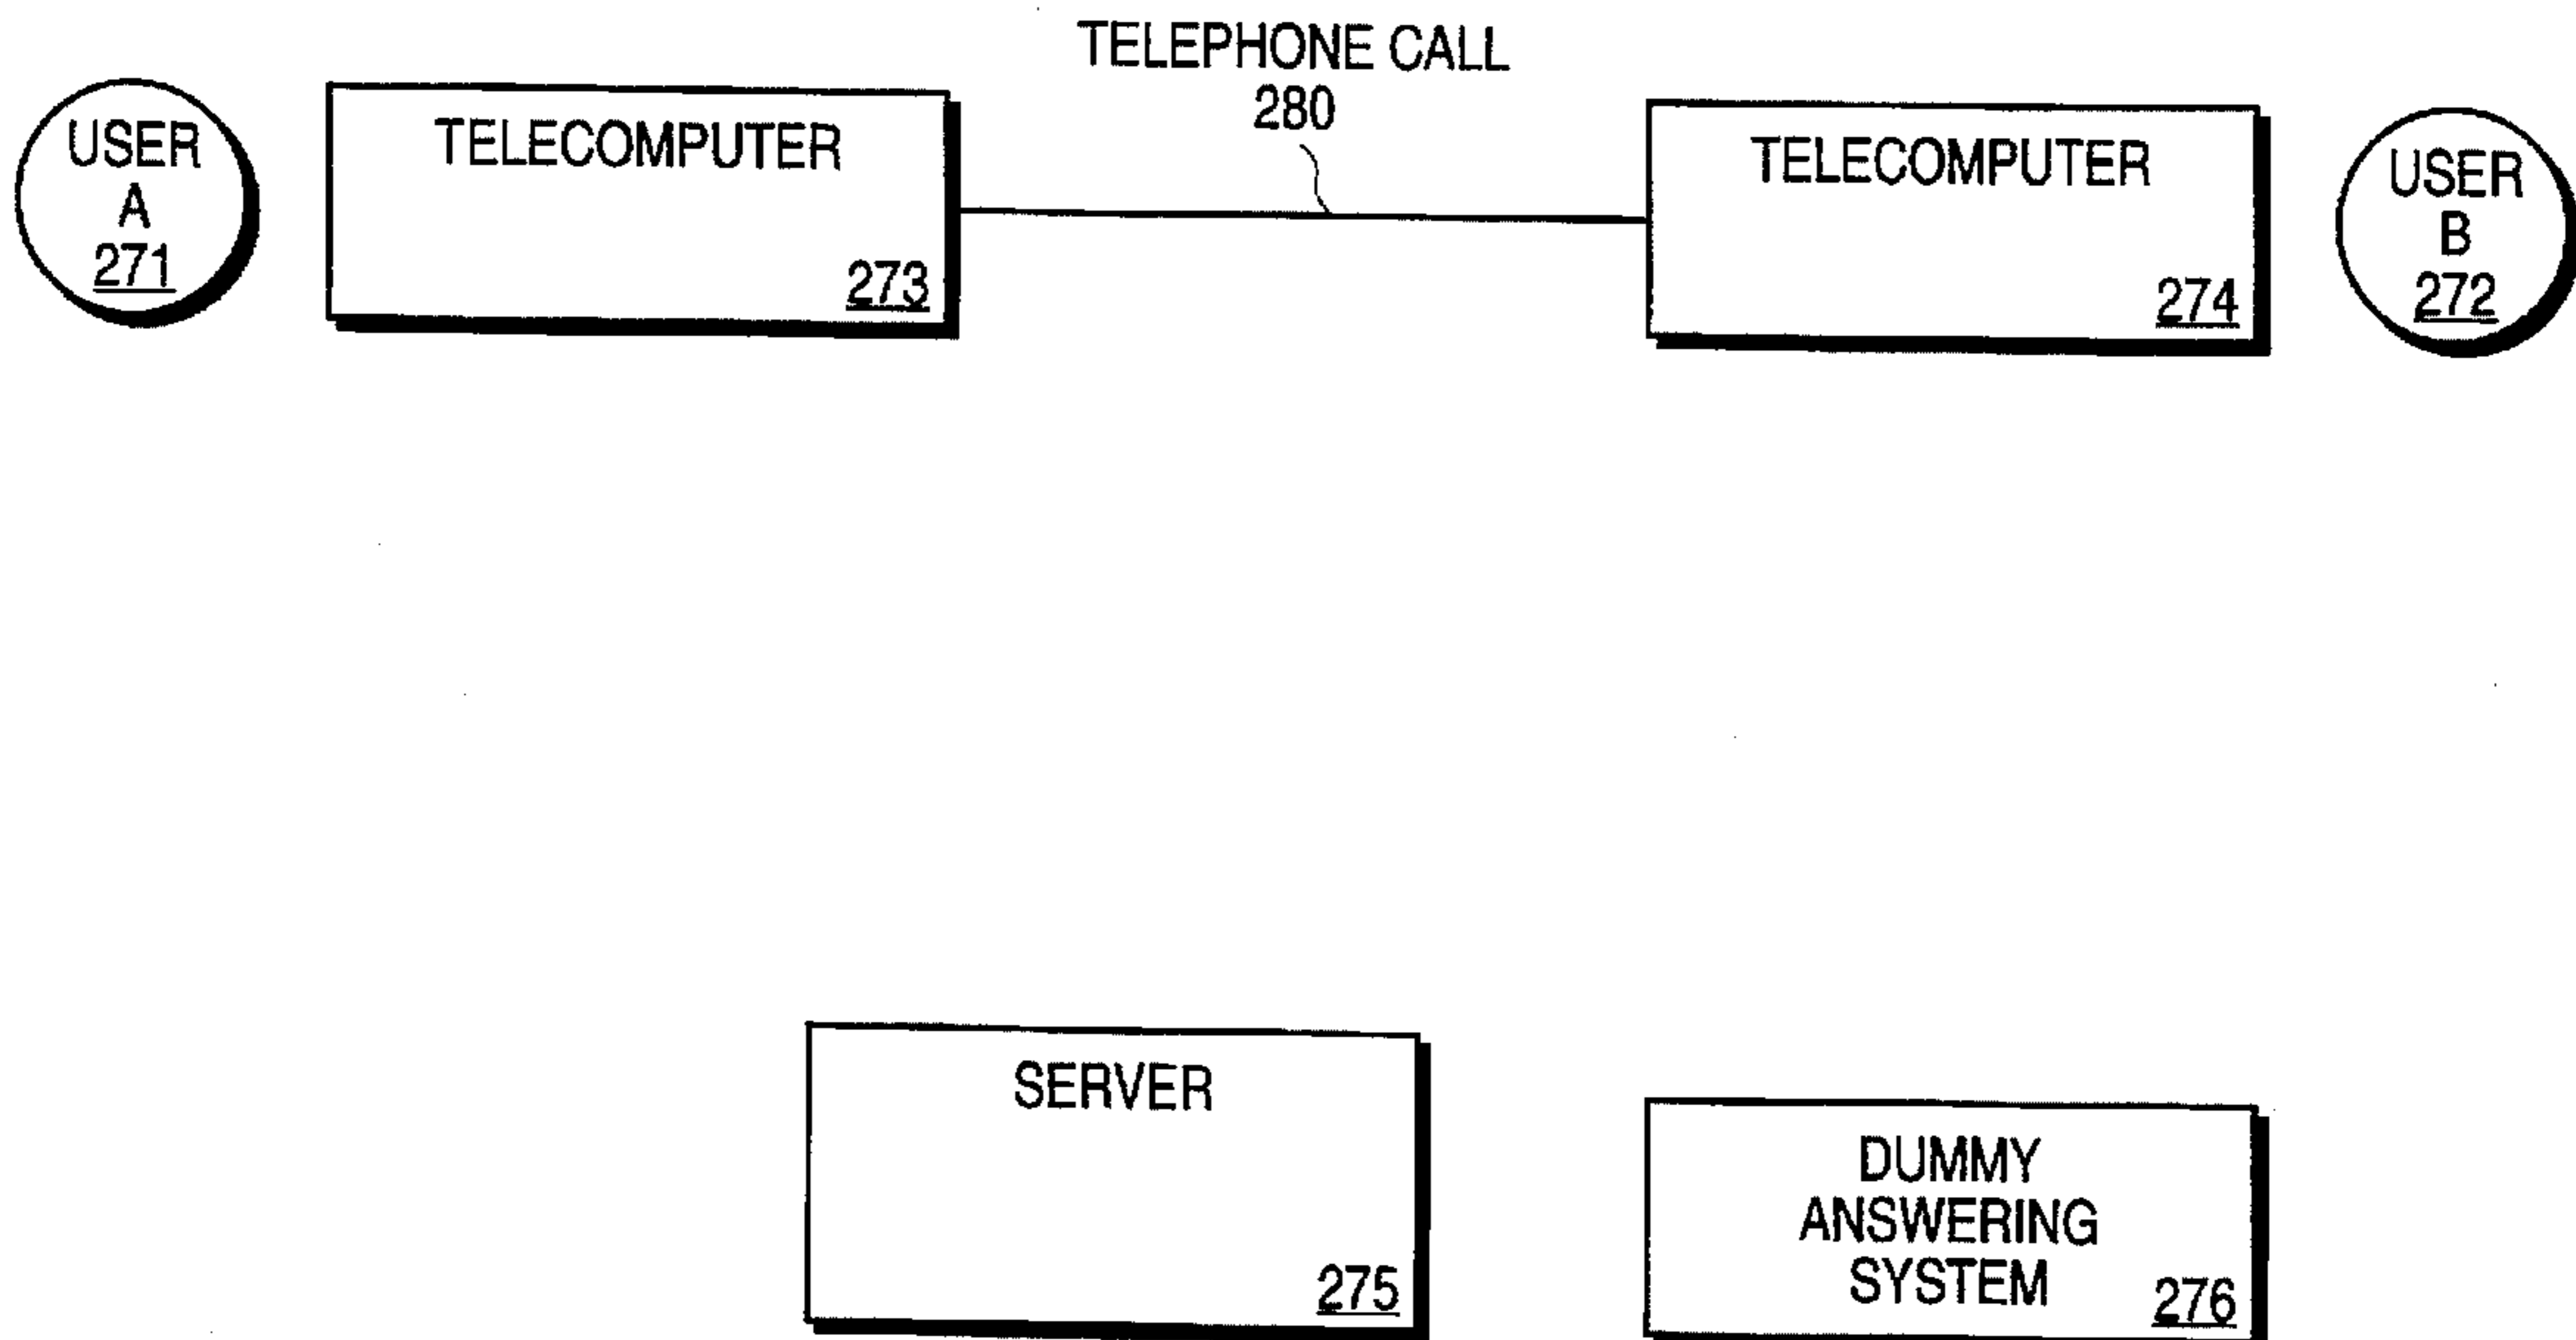 TELEPHONE CALL
280
USER
A
271
TELECOMPUTER
273
TELECOMPUTER
274
USER
B
272
SERVER
275
DUMMY
ANSWERING
SYSTEM
276